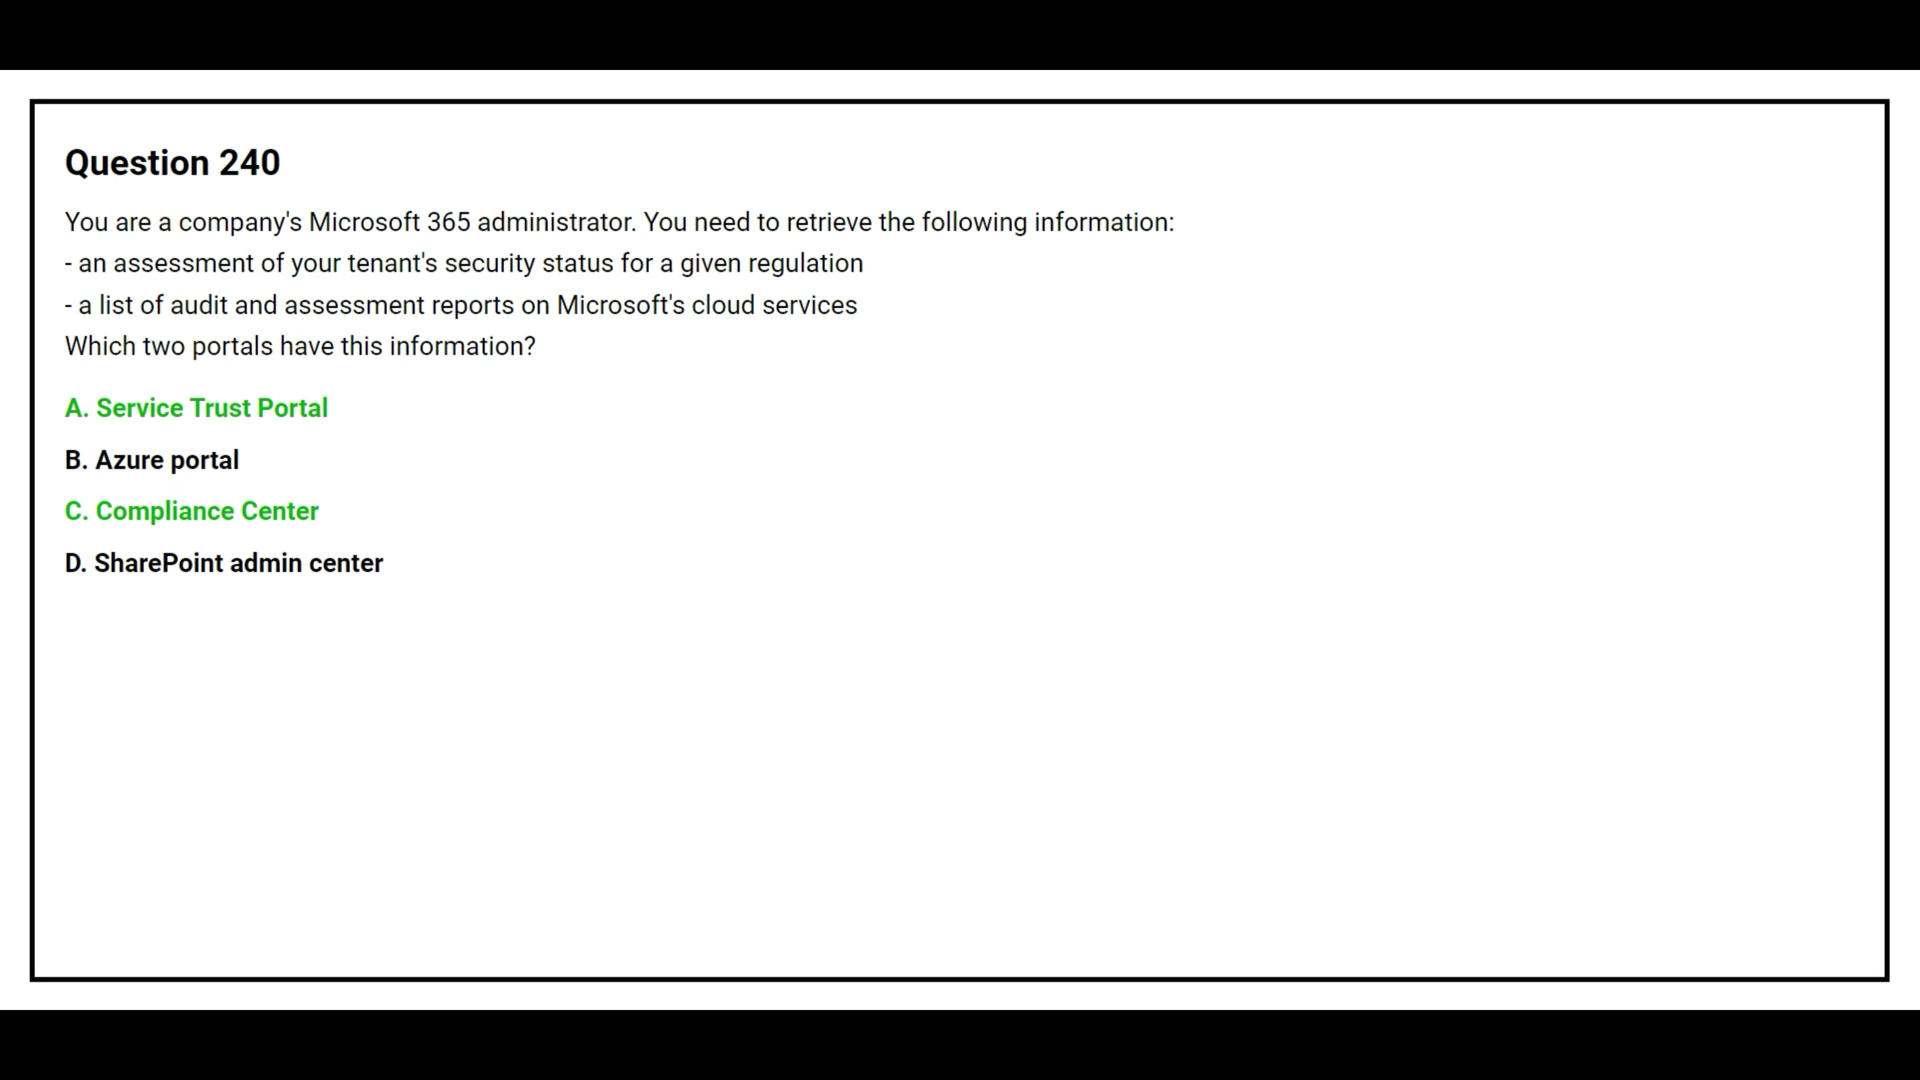 Question 240
You are a company's Microsoft 365 administrator. You need to retrieve the following information:
- an assessment of your tenant's security status for a given regulation
- a list of audit and assessment reports on Microsoft's cloud services
Which two portals have this information?
A. Service Trust Portal
B. Azure portal
C. Compliance Center
D. SharePoint admin center